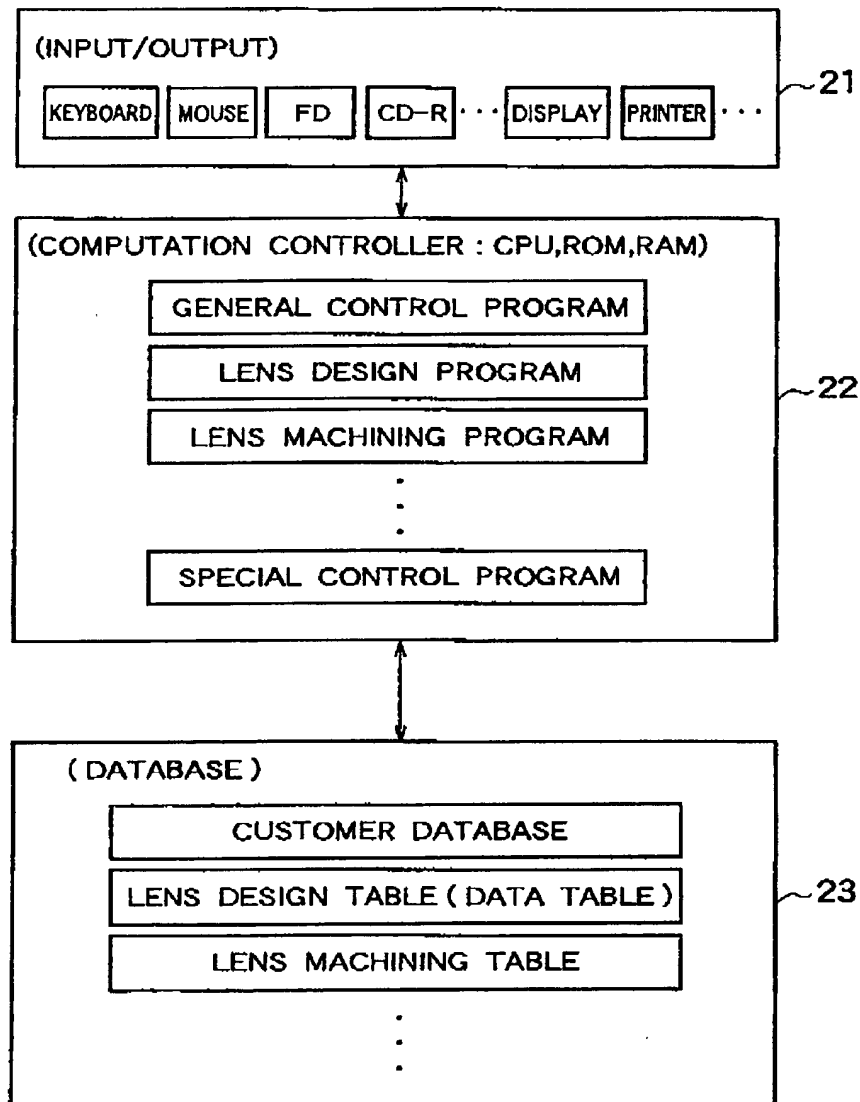 (INPUT/OUTPUT)
KEYBOARD MOUSE FD CD-R ... DISPLAY PRINTER ...
21
(COMPUTATION CONTROLLER : CPU,ROM,RAM)
GENERAL CONTROL PROGRAM
LENS DESIGN PROGRAM
22
LENS MACHINING PROGRAM
SPECIAL CONTROL PROGRAM
(DATABASE)
CUSTOMER DATABASE
LENS DESIGN TABLE (DATA TABLE)
23
LENS MACHINING TABLE